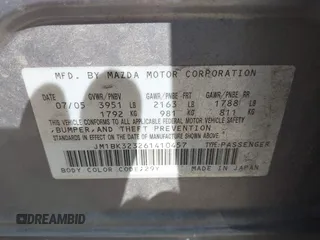 MFD. BY MAZDA MOTOR CORPORATION
DATE GVWR/PNBV GAWR/PNBE FRT GAWR/PNBE RR
07/05 3951 LB 2163 LB 1788 LB
1792 KG 981 KG 811 KG
THIS VEHICLE CONFORMS TO ALL APPLICABLE FEDERAL MOTOR VEHICLE SAFETY,
BUMPER, AND THEFT PREVENTION
STANDARDS IN EFFECT ON THE DATE OF MANUFACTURE SHOWN ABOVE.
JM1BK323261410457 TYPE:PASSENGER
MADE IN JAPAN
BODY COLOR CODE:29Y
DREAMBID